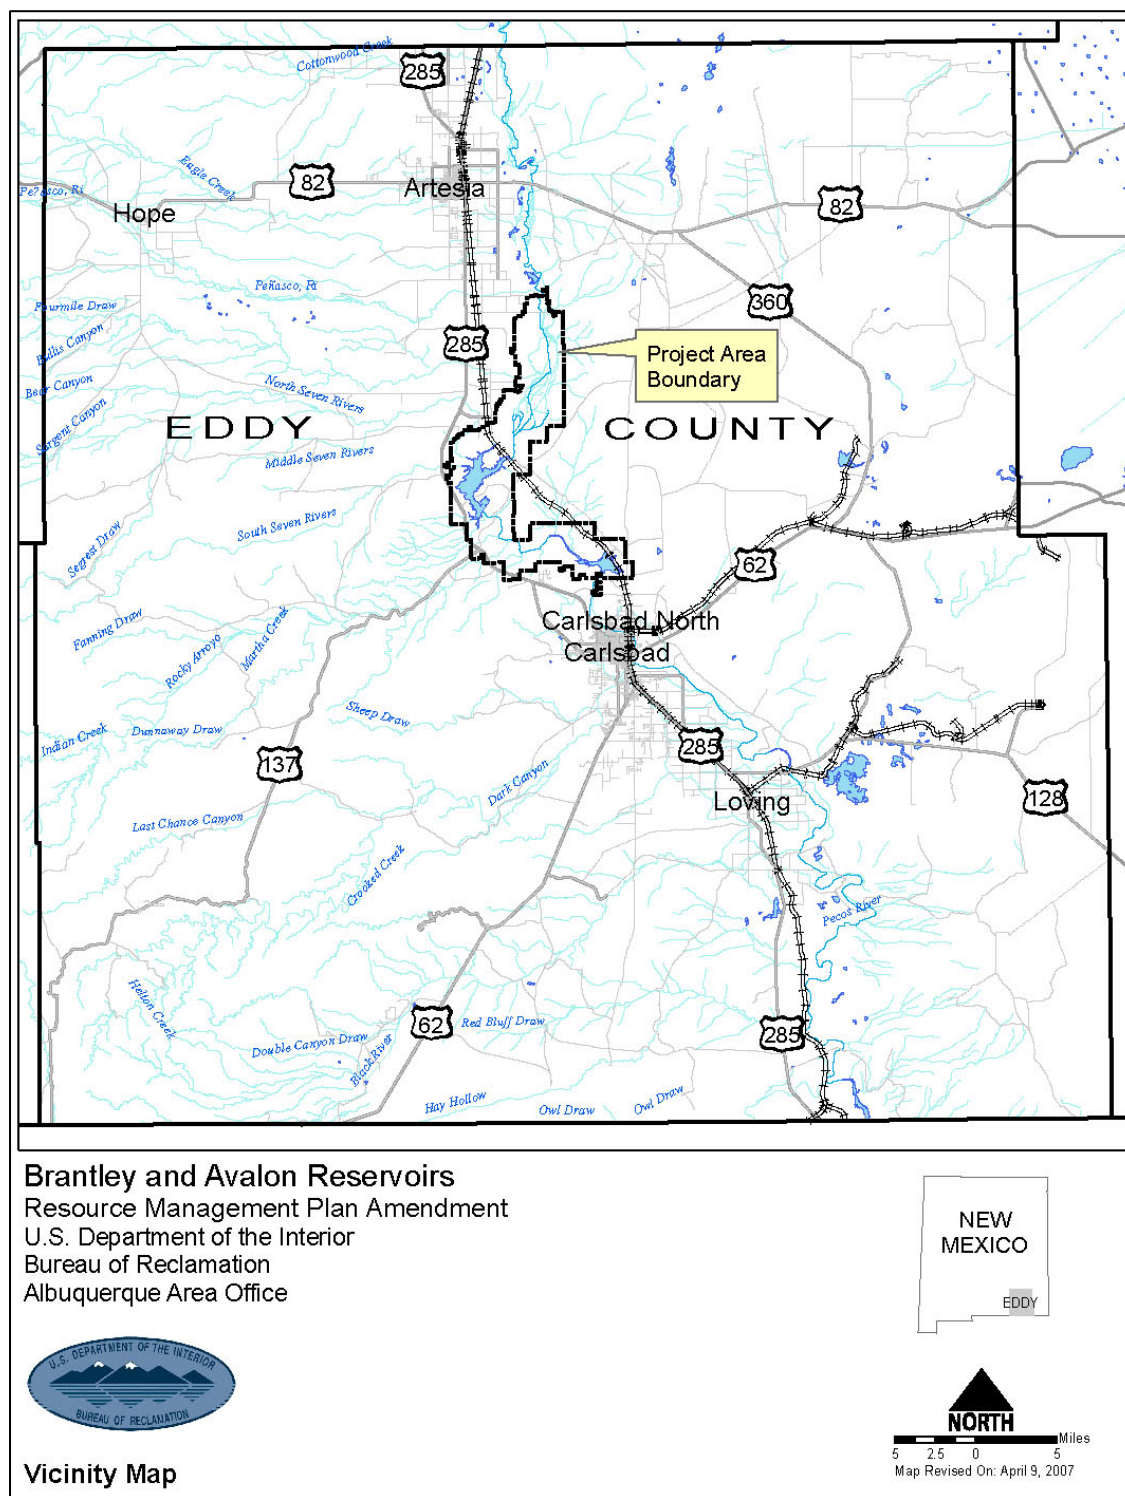 Cottonwood Creek
285
Eagle Creek
82
Artesia
Hope
82
Peñasco, Ri
360
Fourmile Draw
Bullis Canyon
285
Project Area
Boundary
Bear Canyon
North Seven Rivers
Sargent Canyon
EDDY COUNTY
Middle Seven Rivers
South Seven Rivers
Segrest Draw
62
Fanning Draw
Martha Creek
Rocky Arroyo
Carlsbad North
Carlsbad
Sheep Draw
Indian Creek
Dunnaway Draw
285
137
Dark Canyon
Loving
128
Last Chance Canyon
Crooked Creek
Pecos River
Helton Creek
62
Red Bluff Draw
285
Double Canyon Draw
Black River
Hay Hollow
Owl Draw
Owl Draw
Brantley and Avalon Reservoirs
Resource Management Plan Amendment
U.S. Department of the Interior
Bureau of Reclamation
Albuquerque Area Office
NEW
MEXICO
EDDY
U.S. DEPARTMENT OF THE INTERIOR
BUREAU OF RECLAMATION
NORTH
Miles
5 2.5 0 5
Map Revised On: April 9, 2007
Vicinity Map